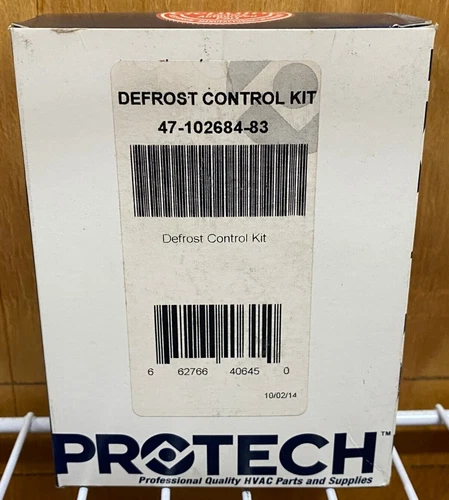 DEFROST CONTROL KIT
47-102684-83
Defrost Control Kit
6 62766 40645 0
10/02/14
PROTECH™
Professional Quality HVAC Parts and Supplies